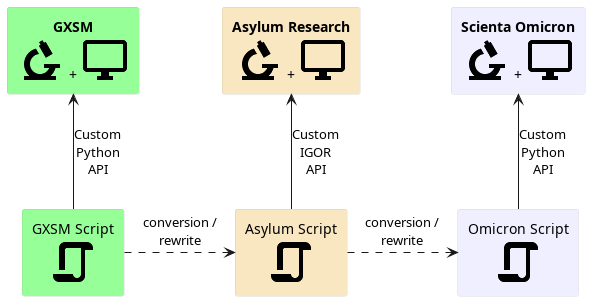 GXSM
+
Asylum Research
+
Scienta Omicron
+
Custom
Python
API
Custom
IGOR
API
Custom
Python
API
GXSM Script
conversion /
rewrite
Asylum Script
conversion /
rewrite
Omicron Script